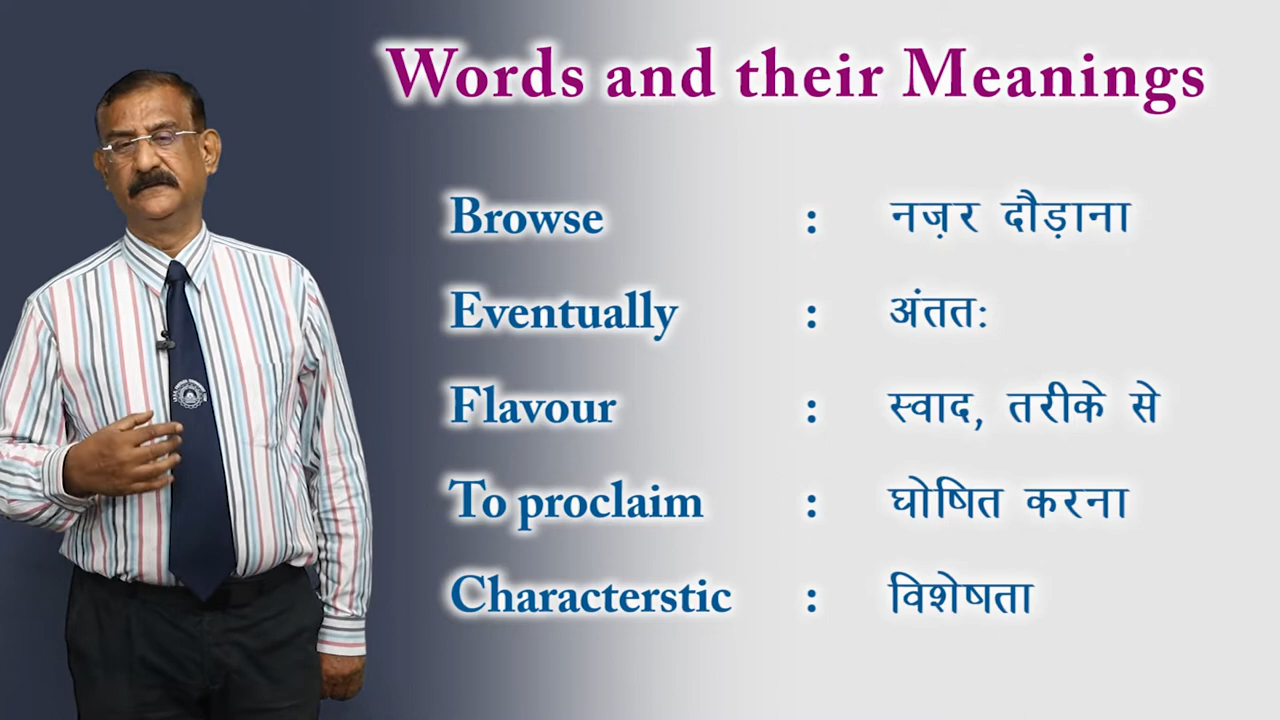 Words and their Meanings
Browse : नज़र दौड़ाना
Eventually : अंततः
Flavour : स्वाद, तरीके से
To proclaim : घोषित करना
Characterstic : विशेषता